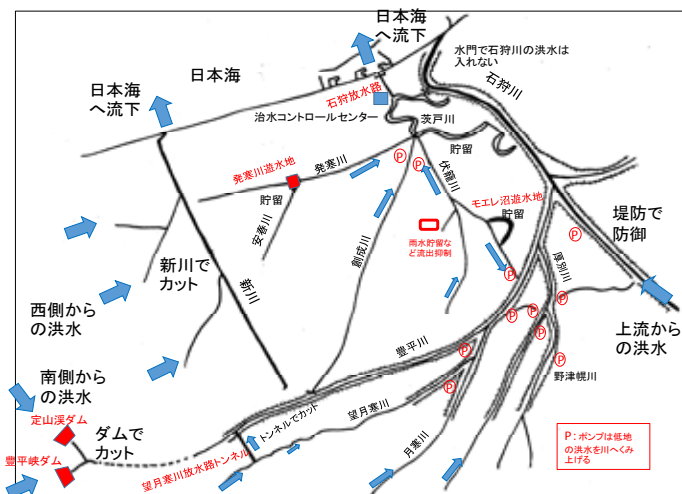 日本海
へ流下
水門で石狩川の洪水は
入れない
日本海
へ流下
日本海
石狩放水路
石狩川
治水コントロールセンター
茨戸川
貯留
発寒川遊水地
発寒川
P
P
伏籠川
モエレ沼遊水地
貯留
貯留
安春川
堤防で
防御
P
雨水貯留な
ど流出抑制
創成川
厚別川
新川で
カット
新川
P
P
西側から
の洪水
P
P
P
上流から
の洪水
豊平川
P
P
野津幌川
南側から
の洪水
P
定山渓ダム
ダムで
カット
トンネルでカット
望月寒川
月寒川
豊平峡ダム
望月寒川放水路トンネル
P：ポンプは低地
の洪水を川へくみ
上げる